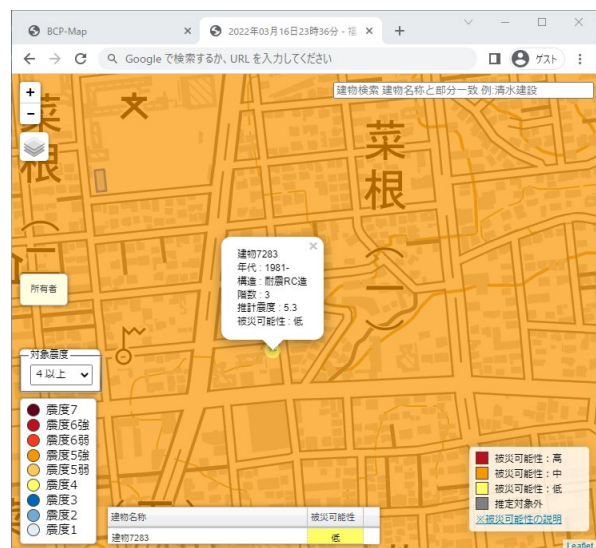 BCP-Map
2022年03月16日23時36分 - 福
Google で検索するか、URL を入力してください
ゲスト
+
-
建物検索 建物名称と部分一致 例:清水建設
菜根(一
菜根(一)
建物7283
年代 : 1981-
構造 : 耐震RC造
階数 : 3
推計震度 : 5.3
被災可能性 : 低
所有者
対象震度
4以上
震度7
震度6強
震度6弱
震度5強
震度5弱
震度4
震度3
震度2
震度1
被災可能性 : 高
被災可能性 : 中
被災可能性 : 低
推定対象外
※被災可能性の説明
建物名称 被災可能性
建物7283 低
Leaflet